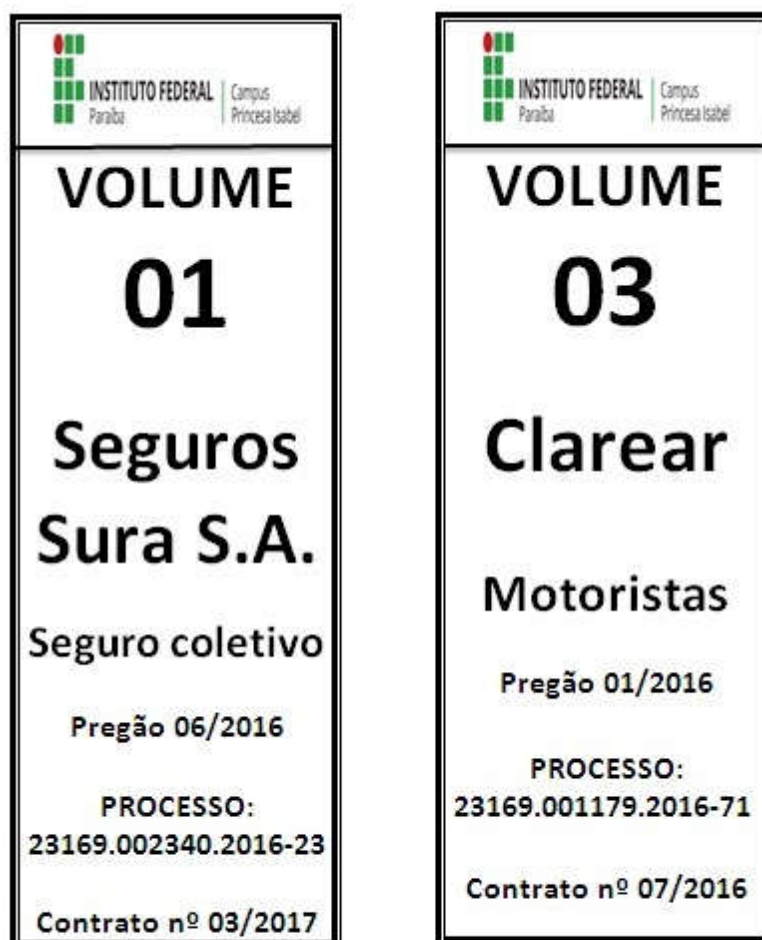 INSTITUTO FEDERAL
Paraíba
Campus
Princesa Isabel
VOLUME
01
Seguros
Sura S.A.
Seguro coletivo
Pregão 06/2016
PROCESSO:
23169.002340.2016-23
Contrato nº 03/2017
INSTITUTO FEDERAL
Paraíba
Campus
Princesa Isabel
VOLUME
03
Clarear
Motoristas
Pregão 01/2016
PROCESSO:
23169.001179.2016-71
Contrato nº 07/2016